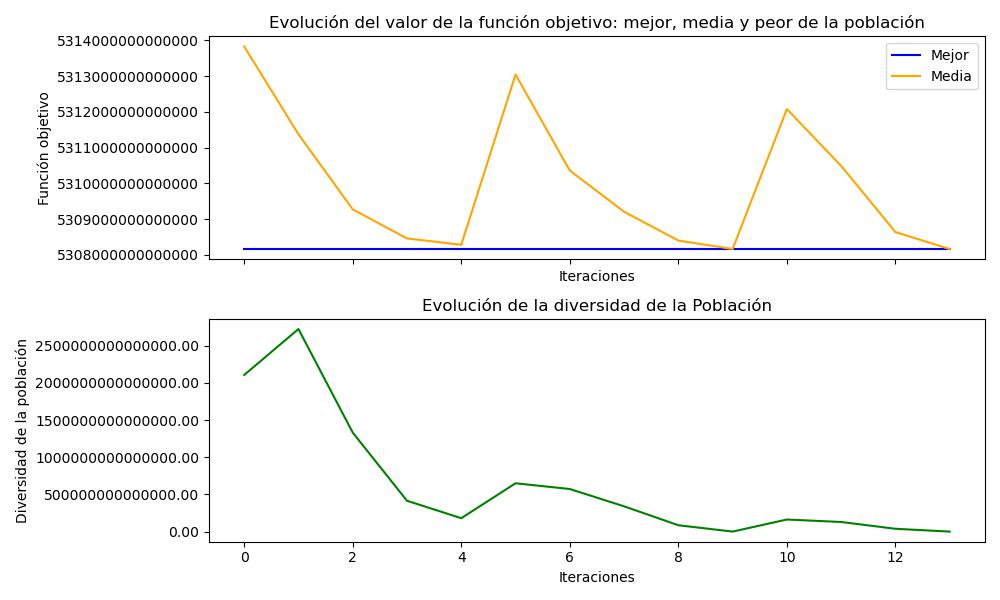 Evolución del valor de la función objetivo: mejor, media y peor de la población
Función objetivo
5314000000000000
5313000000000000
5312000000000000
5311000000000000
5310000000000000
5309000000000000
5308000000000000
Mejor
Media
Iteraciones
Evolución de la diversidad de la Población
Diversidad de la población
2500000000000000.00
2000000000000000.00
1500000000000000.00
1000000000000000.00
500000000000000.00
0.00
0 2 4 6 8 10 12
Iteraciones